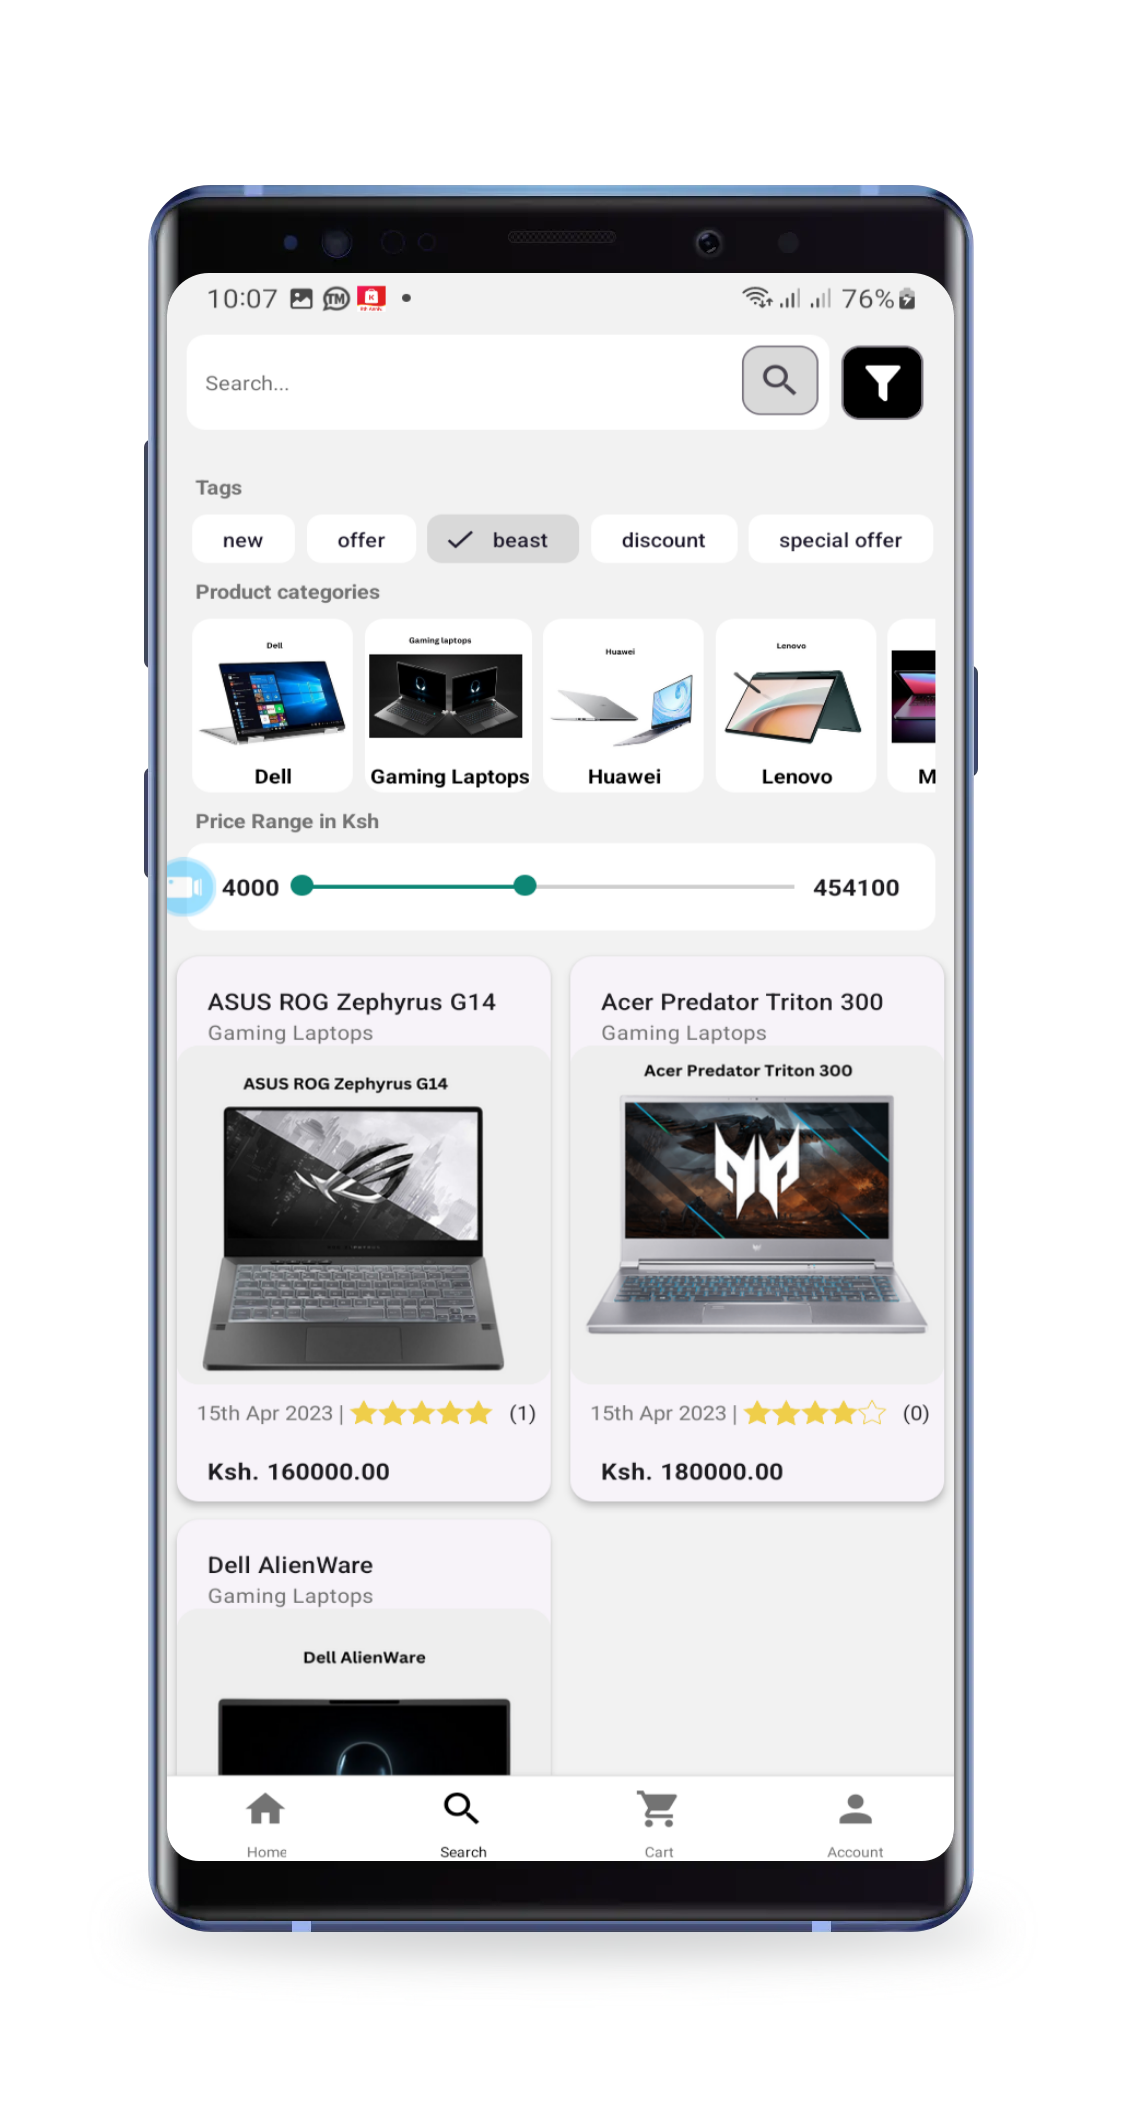 10:07 TM K 76%
Search...
Tags
new offer beast discount special offer
Product categories
Dell Gaming laptops Huawei Lenovo
Dell Gaming Laptops Huawei Lenovo M
Price Range in Ksh
4000 454100
ASUS ROG Zephyrus G14
Gaming Laptops
ASUS ROG Zephyrus G14
15th Apr 2023 | (1)
Ksh. 160000.00
Acer Predator Triton 300
Gaming Laptops
Acer Predator Triton 300
15th Apr 2023 | (0)
Ksh. 180000.00
Dell AlienWare
Gaming Laptops
Dell AlienWare
Home Search Cart Account